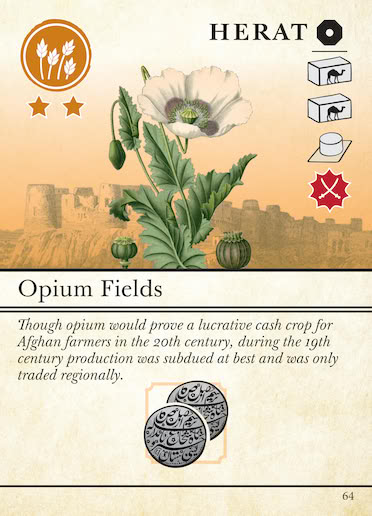 HERAT
Opium Fields
Though opium would prove a lucrative cash crop for
Afghan farmers in the 20th century, during the 19th
century production was subdued at best and was only
traded regionally.
64